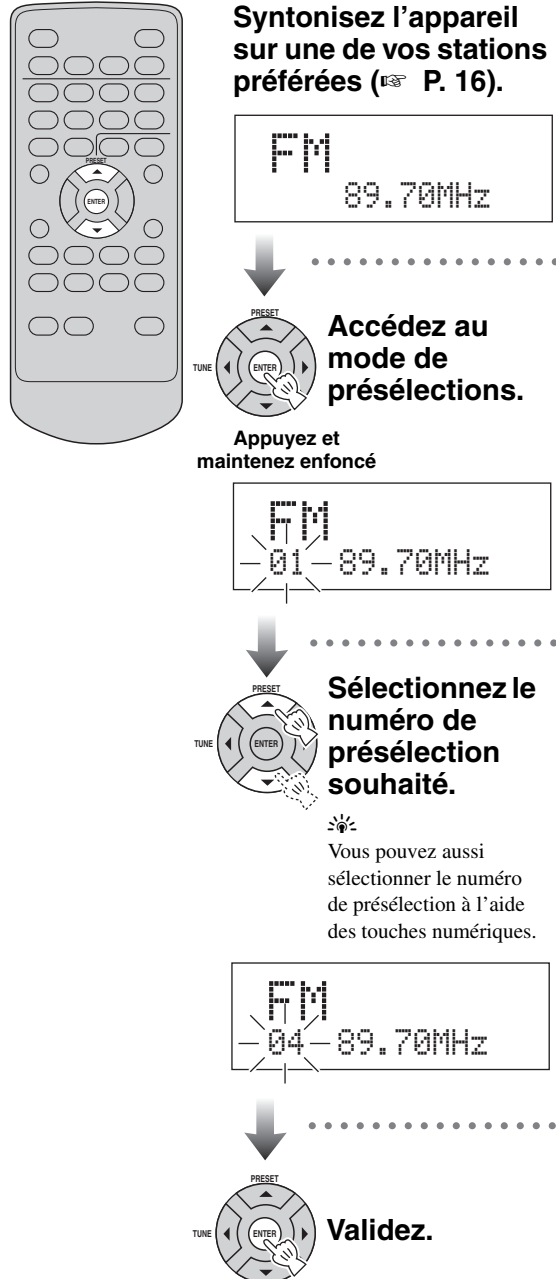 Syntonisez l'appareil
sur une de vos stations
préférées (☞ P. 16).
PRESET
ENTER
FM
89.70MHz
PRESET
TUNE
ENTER
Accédez au
mode de
présélections.
Appuyez et
maintenez enfoncé
FM
01 89.70MHz
PRESET
TUNE
ENTER
Sélectionnez le
numéro de
présélection
souhaité.
Vous pouvez aussi
sélectionner le numéro
de présélection à l'aide
des touches numériques.
FM
04 89.70MHz
PRESET
TUNE
ENTER
Validez.